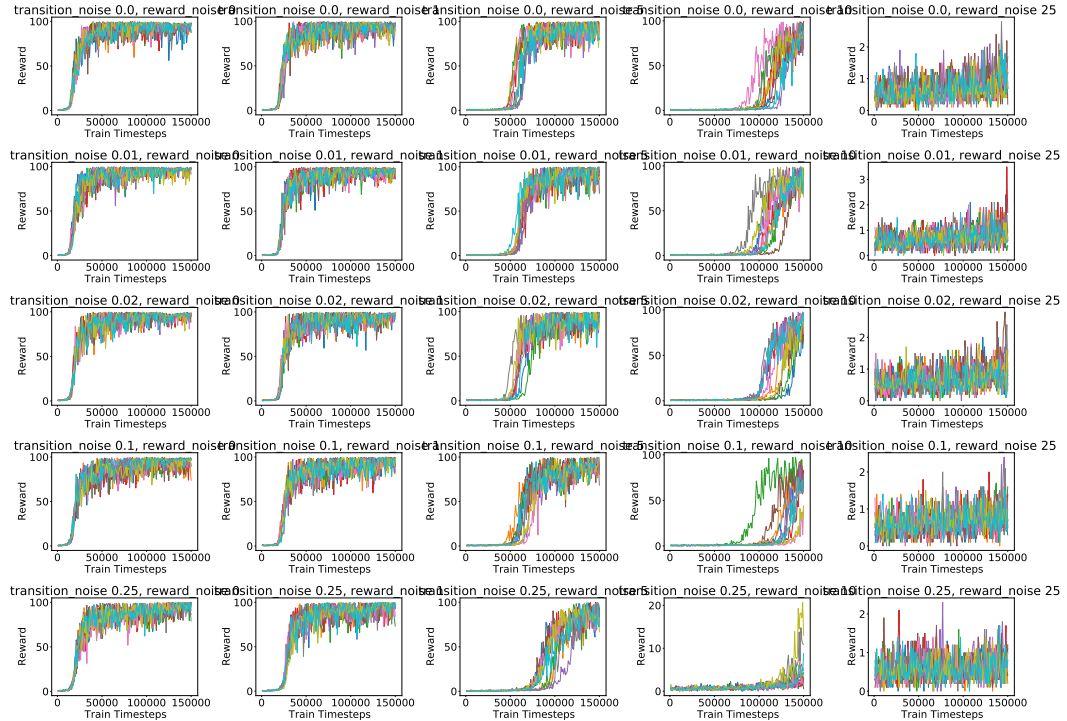 transition_noise 0.0, reward_noise 0
transition_noise 0.0, reward_noise 1
transition_noise 0.0, reward_noise 5
transition_noise 0.0, reward_noise 10
transition_noise 0.0, reward_noise 25
100 100 100 100
2
50 50 50 50
1
0 0 0 0 0
Reward Reward Reward Reward Reward
0 50000 100000 150000 0 50000 100000 150000 0 50000 100000 150000 0 50000 100000 150000 0 50000 100000 150000
Train Timesteps Train Timesteps Train Timesteps Train Timesteps Train Timesteps
transition_noise 0.01, reward_noise 0
transition_noise 0.01, reward_noise 1
transition_noise 0.01, reward_noise 5
transition_noise 0.01, reward_noise 10
transition_noise 0.01, reward_noise 25
100 100 100 100
3
2
50 50 50 50
1
0 0 0 0 0
Reward Reward Reward Reward Reward
0 50000 100000 150000 0 50000 100000 150000 0 50000 100000 150000 0 50000 100000 150000 0 50000 100000 150000
Train Timesteps Train Timesteps Train Timesteps Train Timesteps Train Timesteps
transition_noise 0.02, reward_noise 0
transition_noise 0.02, reward_noise 1
transition_noise 0.02, reward_noise 5
transition_noise 0.02, reward_noise 10
transition_noise 0.02, reward_noise 25
100 100 100 100
2
50 50 50 50
1
0 0 0 0 0
Reward Reward Reward Reward Reward
0 50000 100000 150000 0 50000 100000 150000 0 50000 100000 150000 0 50000 100000 150000 0 50000 100000 150000
Train Timesteps Train Timesteps Train Timesteps Train Timesteps Train Timesteps
transition_noise 0.1, reward_noise 0
transition_noise 0.1, reward_noise 1
transition_noise 0.1, reward_noise 5
transition_noise 0.1, reward_noise 10
transition_noise 0.1, reward_noise 25
100 100 100 100
2
50 50 50 50
1
0 0 0 0 0
Reward Reward Reward Reward Reward
0 50000 100000 150000 0 50000 100000 150000 0 50000 100000 150000 0 50000 100000 150000 0 50000 100000 150000
Train Timesteps Train Timesteps Train Timesteps Train Timesteps Train Timesteps
transition_noise 0.25, reward_noise 0
transition_noise 0.25, reward_noise 1
transition_noise 0.25, reward_noise 5
transition_noise 0.25, reward_noise 10
transition_noise 0.25, reward_noise 25
100 100 100 20
2
50 50 50 10
1
0 0 0 0 0
Reward Reward Reward Reward Reward
0 50000 100000 150000 0 50000 100000 150000 0 50000 100000 150000 0 50000 100000 150000 0 50000 100000 150000
Train Timesteps Train Timesteps Train Timesteps Train Timesteps Train Timesteps